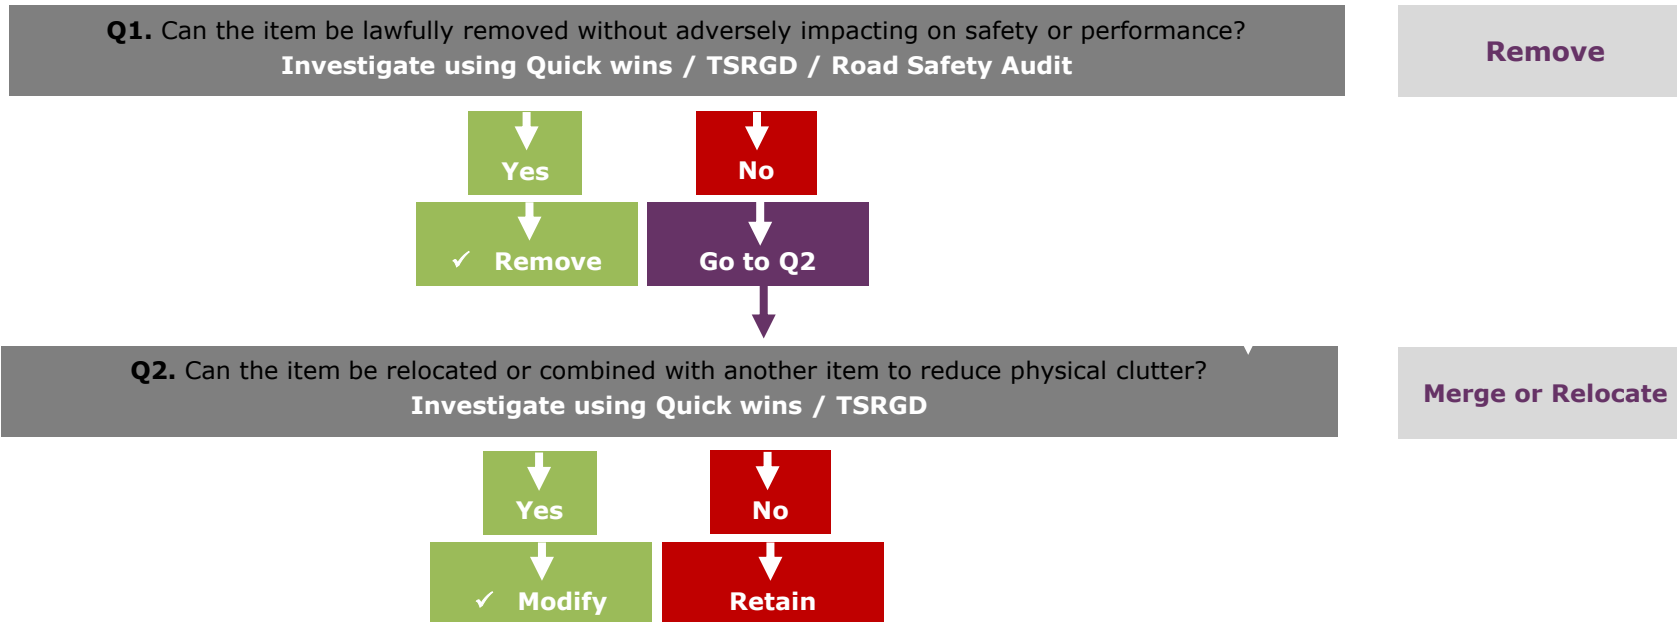 Q1. Can the item be lawfully removed without adversely impacting on safety or performance?
Investigate using Quick wins / TSRGD / Road Safety Audit
Remove
Yes
No
✓ Remove
Go to Q2
Q2. Can the item be relocated or combined with another item to reduce physical clutter?
Investigate using Quick wins / TSRGD
Merge or Relocate
Yes
No
✓ Modify
Retain